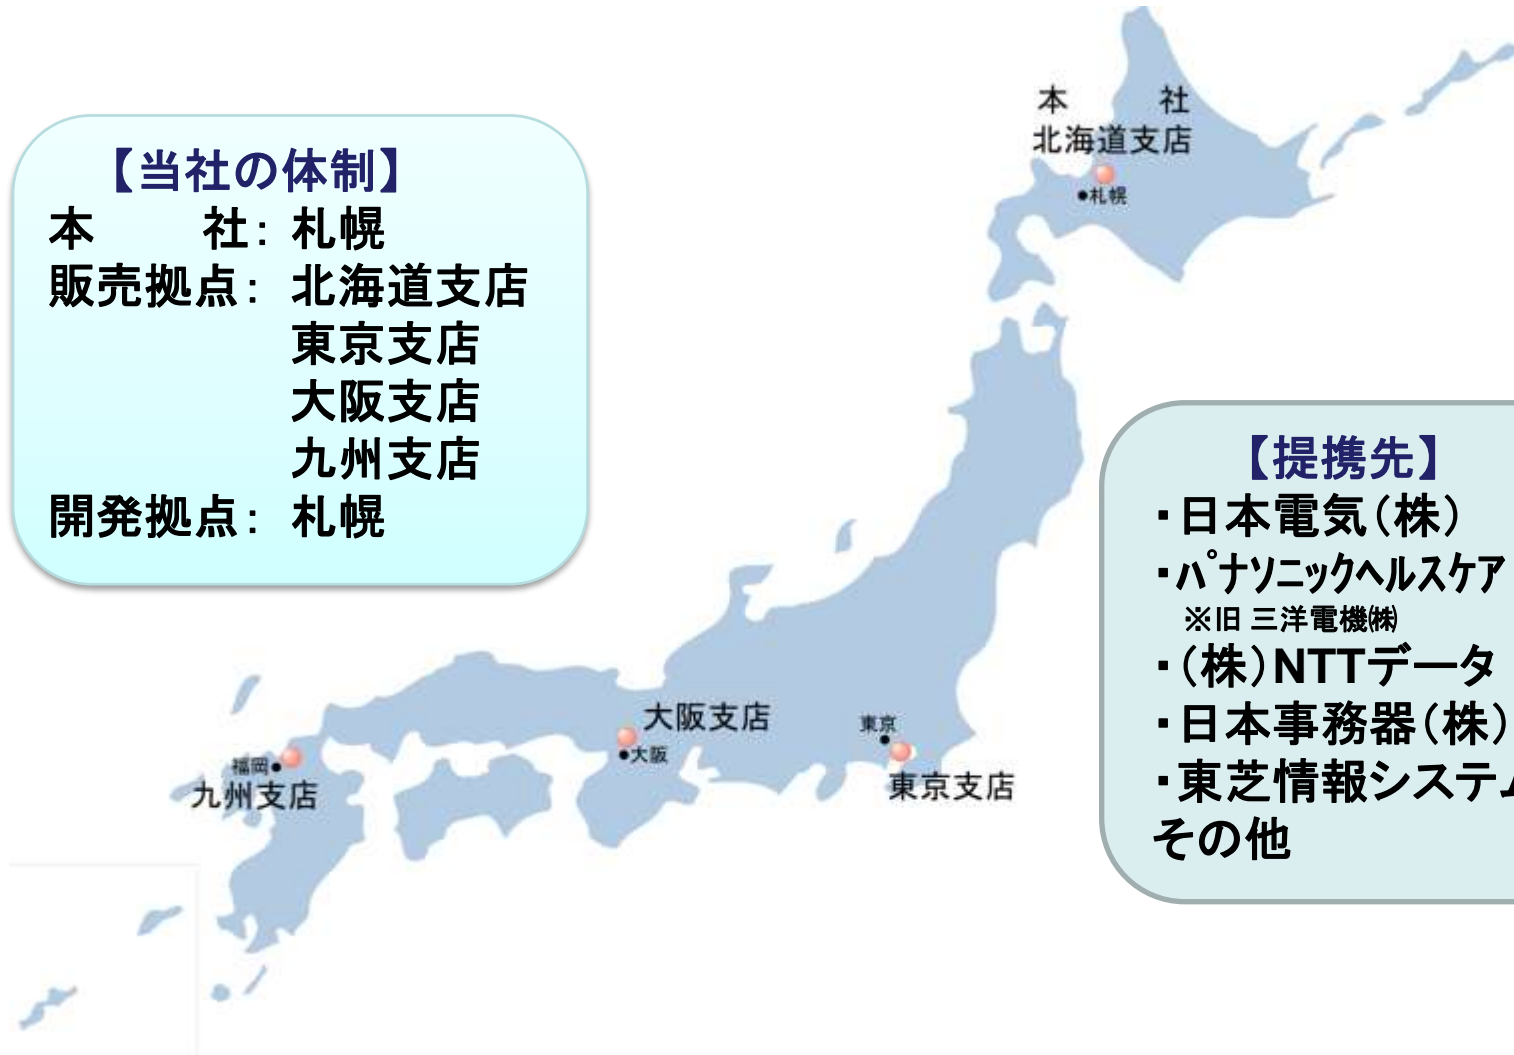 【当社の体制】
本　　社： 札幌
販売拠点： 北海道支店
東京支店
大阪支店
九州支店
開発拠点： 札幌
本　　社
北海道支店
●札幌
【提携先】
・日本電気（株）
・ﾊﾟﾅｿﾆｯｸﾍﾙｽｹｱ
※旧 三洋電機㈱
・（株）NTTデータ
・日本事務器（株）
・東芝情報システム
その他
大阪支店
●大阪
東京
東京支店
福岡●
九州支店